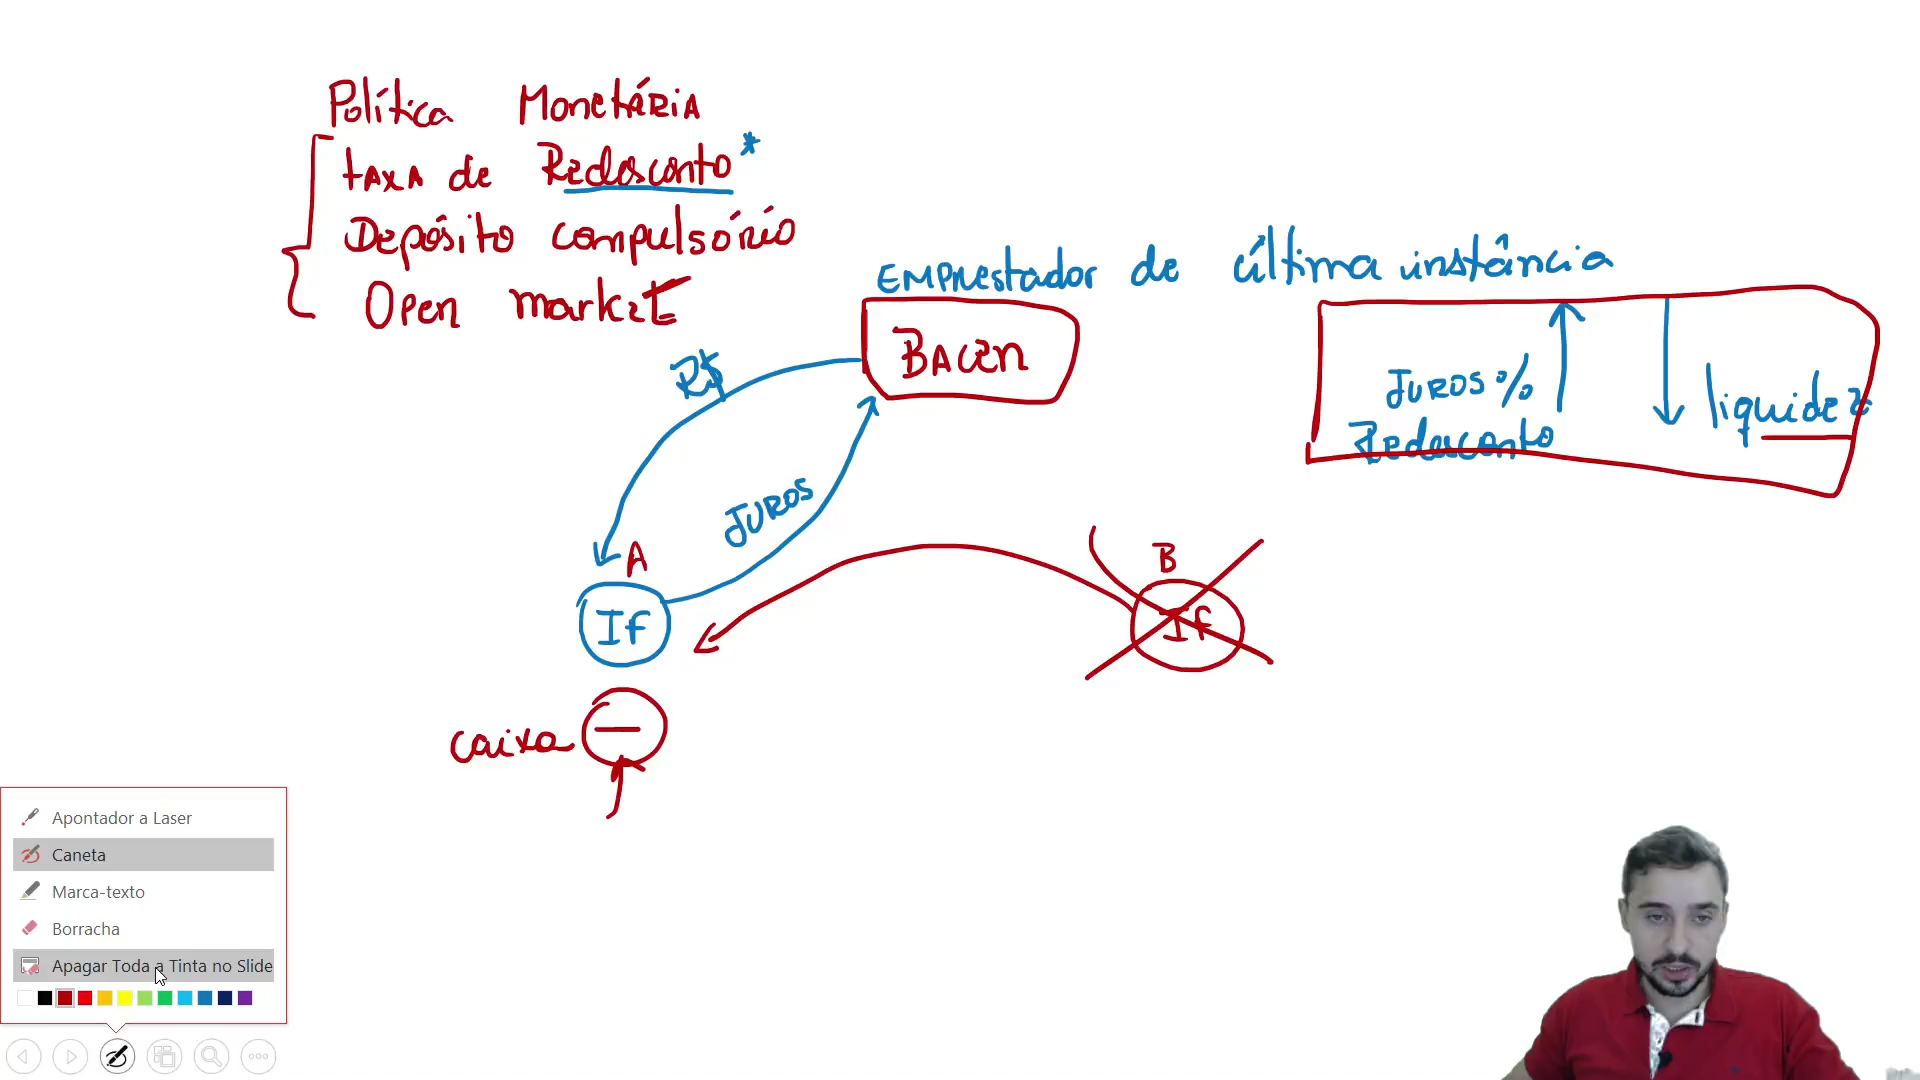 Política Monetária
taxa de Redesconto*
Depósito compulsório
Open market
Emprestador de última instância
Bacen
R$
Juros %
Redesconto
liquidez
Juros
A
If
B
If
caixa
Apontador a Laser
Caneta
Marca-texto
Borracha
Apagar Toda a Tinta no Slide